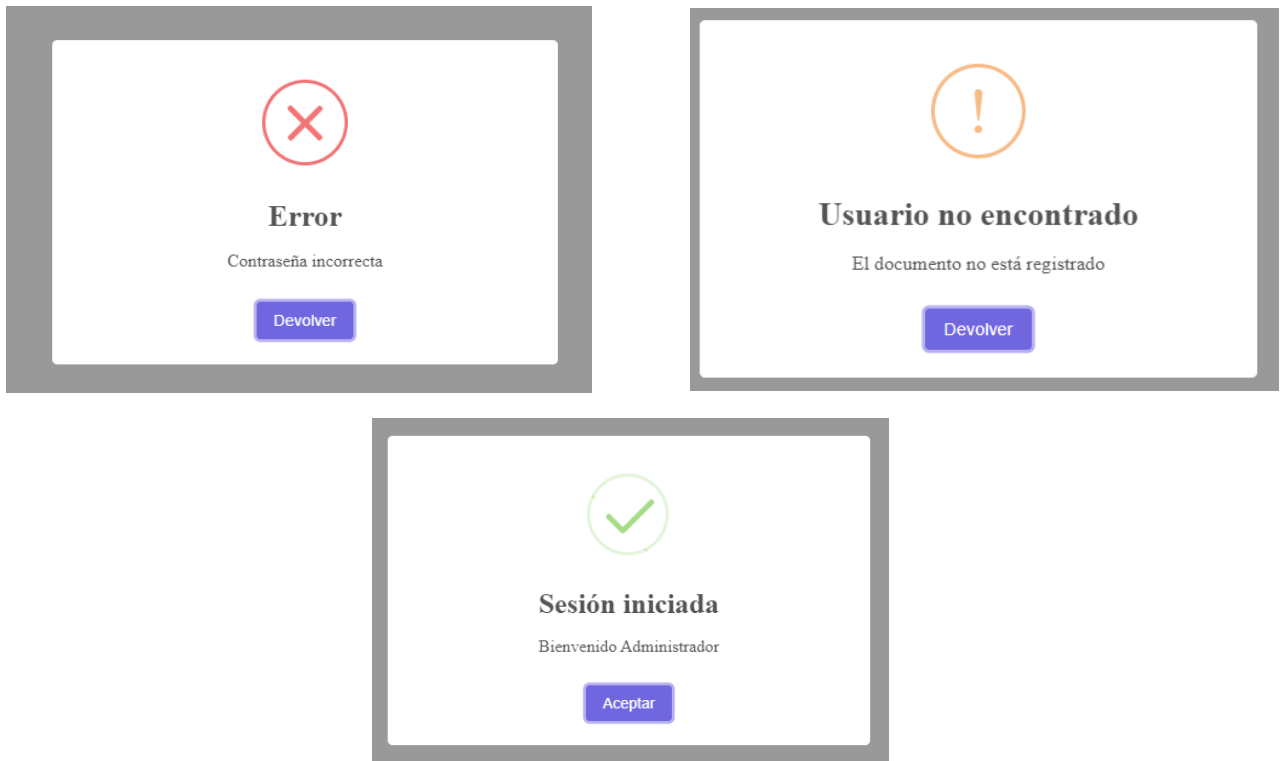 Error
Contraseña incorrecta
Devolver
Usuario no encontrado
El documento no está registrado
Devolver
Sesión iniciada
Bienvenido Administrador
Aceptar